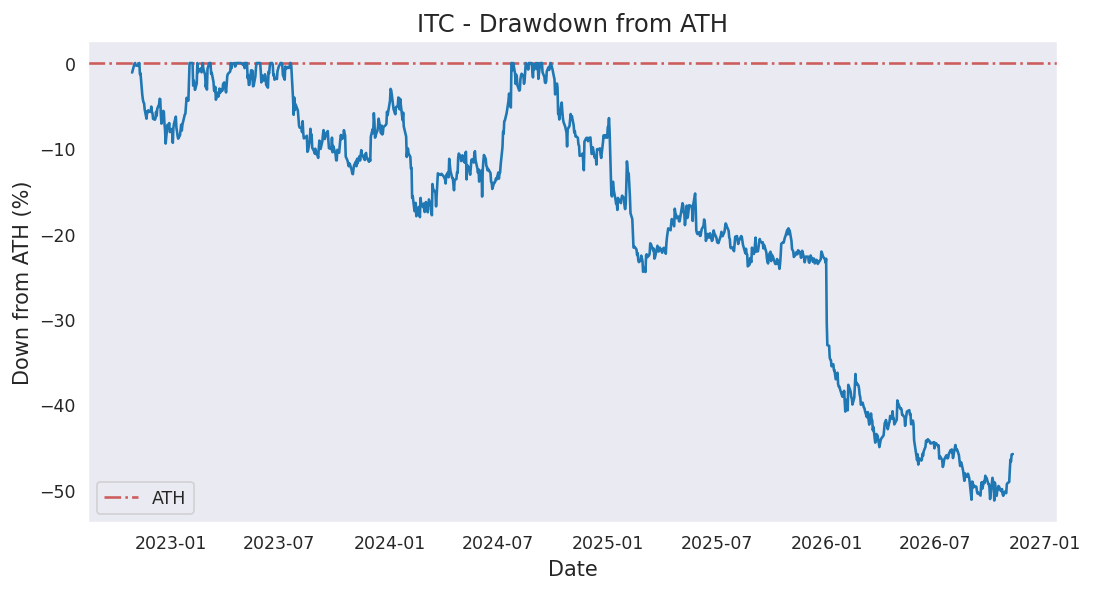 ITC - Drawdown from ATH
Down from ATH (%)
0
−10
−20
−30
−40
−50
ATH
2023-01 2023-07 2024-01 2024-07 2025-01 2025-07 2026-01 2026-07 2027-01
Date